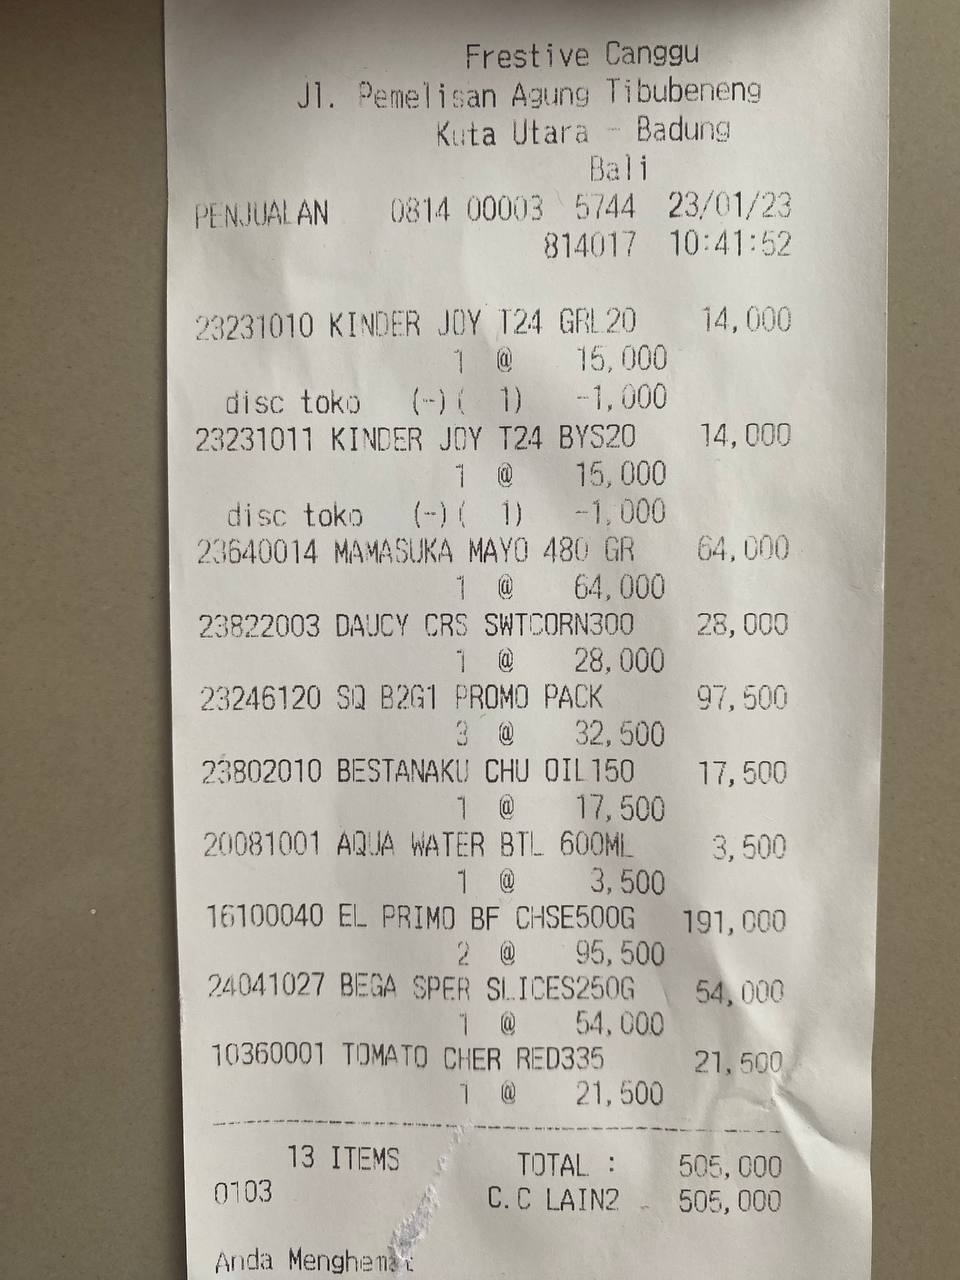 Frestive Canggu
Jl. Pemelisan Agung Tibubeneng
Kuta Utara - Badung
Bali
PENJUALAN 0814 00003 5744 23/01/23
814017 10:41:52
23231010 KINDER JOY T24 GRL20 14,000
1 @ 15,000
disc toko (-)( 1) -1,000
23231011 KINDER JOY T24 BYS20 14,000
1 @ 15,000
disc toko (-)( 1) -1,000
23640014 MAMASUKA MAYO 480 GR 64,000
1 @ 64,000
23822003 DAUCY CRS SWTCORN300 28,000
1 @ 28,000
23246120 SQ B2G1 PROMO PACK 97,500
3 @ 32,500
23802010 BESTANAKU CHU OIL150 17,500
1 @ 17,500
20081001 AQUA WATER BTL 600ML 3,500
1 @ 3,500
16100040 EL PRIMO BF CHSE500G 191,000
2 @ 95,500
24041027 BEGA SPER SLICES250G 54,000
1 @ 54,000
10360001 TOMATO CHER RED335 21,500
1 @ 21,500
13 ITEMS TOTAL : 505,000
0103 C.C LAIN2 505,000
Anda Menghemat